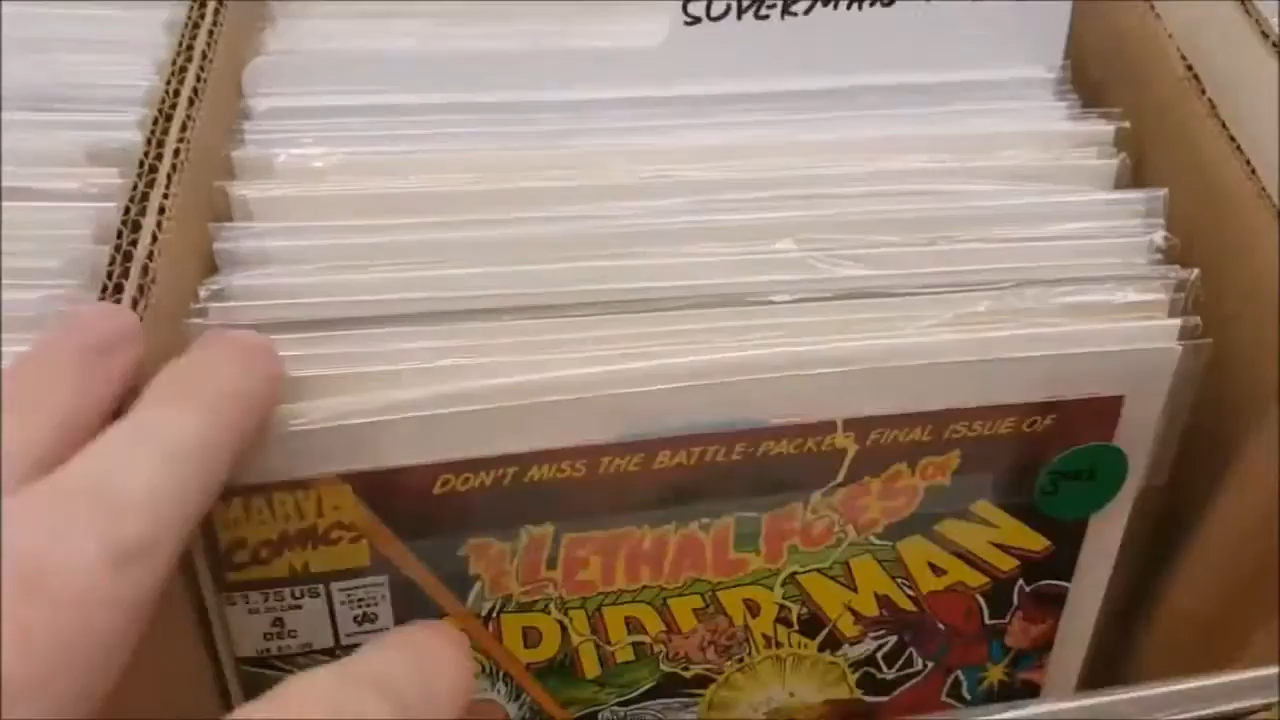 SUPERMAN
DON'T MISS THE BATTLE-PACKED FINAL ISSUE OF
MARVEL
COMICS
THE LETHAL FOES OF
SPIDER-MAN
$1.75 US
4
DEC